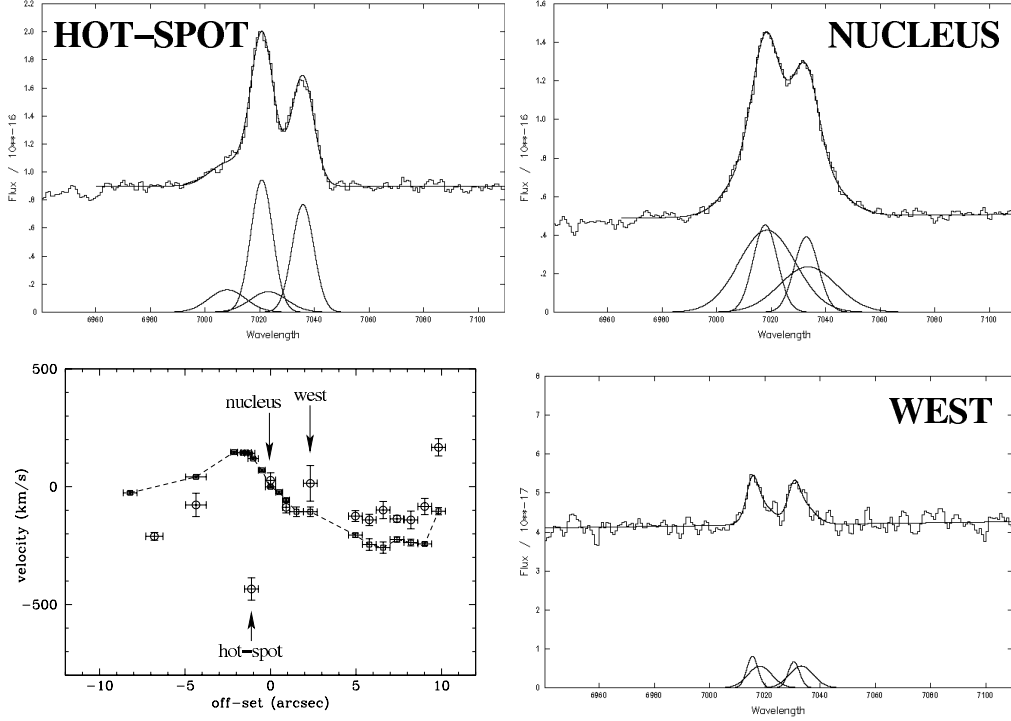 HOT−SPOT
2.0
1.8
1.6
1.4
1.2
1.0
.8
.6
.4
.2
0
Flux / 10**-16
6960 6980 7000 7020 7040 7060 7080 7100
Wavelength
NUCLEUS
1.6
1.4
1.2
1.0
.8
.6
.4
.2
0
Flux / 10**-16
6960 6980 7000 7020 7040 7060 7080 7100
Wavelength
500
0
−500
velocity (km/s)
nucleus
west
hot−spot
−10 −5 0 5 10
off-set (arcsec)
WEST
8
7
6
5
4
3
2
1
0
Flux / 10**-17
6960 6980 7000 7020 7040 7060 7080 7100
Wavelength